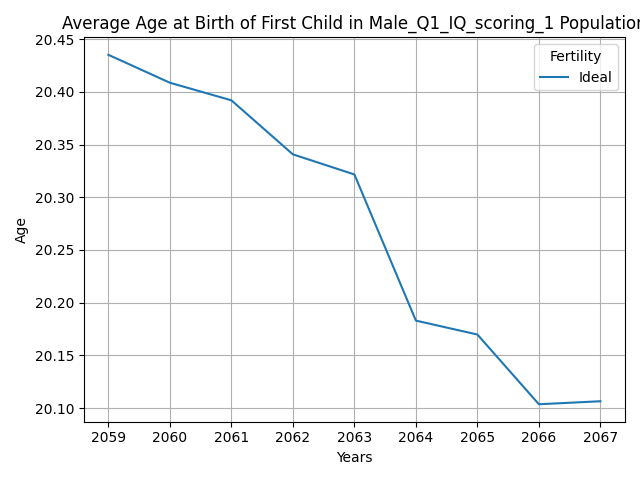 Average Age at Birth of First Child in Male_Q1_IQ_scoring_1 Population
Fertility
Ideal
20.45
20.40
20.35
20.30
20.25
20.20
20.15
20.10
Age
2059 2060 2061 2062 2063 2064 2065 2066 2067
Years